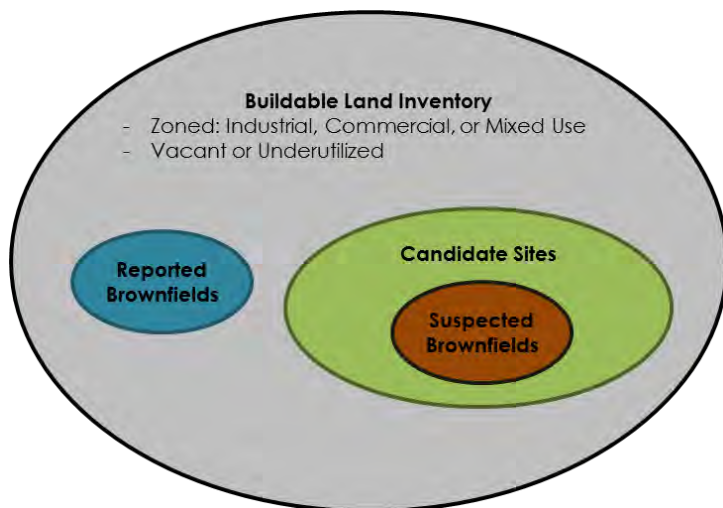 Buildable Land Inventory
- Zoned: Industrial, Commercial, or Mixed Use
- Vacant or Underutilized
Candidate Sites
Reported
Brownfields
Suspected
Brownfields